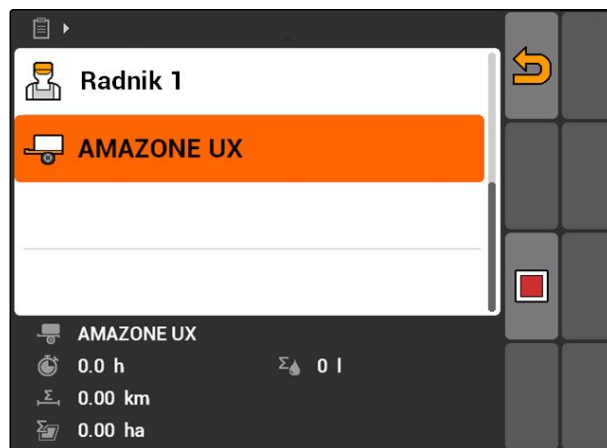 Radnik 1
AMAZONE UX
AMAZONE UX
0.0 h Σ 0 l
Σ 0.00 km
Σ 0.00 ha